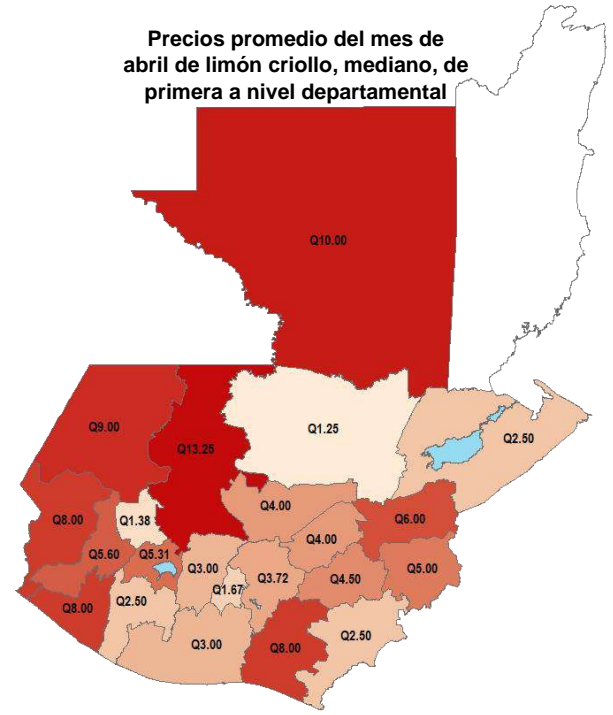 Precios promedio del mes de
abril de limón criollo, mediano, de
primera a nivel departamental
Q10.00
Q9.00
Q13.25
Q1.25
Q2.50
Q8.00
Q1.38
Q4.00
Q6.00
Q4.00
Q5.60
Q5.31
Q3.00
Q3.72
Q5.00
Q1.67
Q4.50
Q8.00
Q2.50
Q3.00
Q8.00
Q2.50